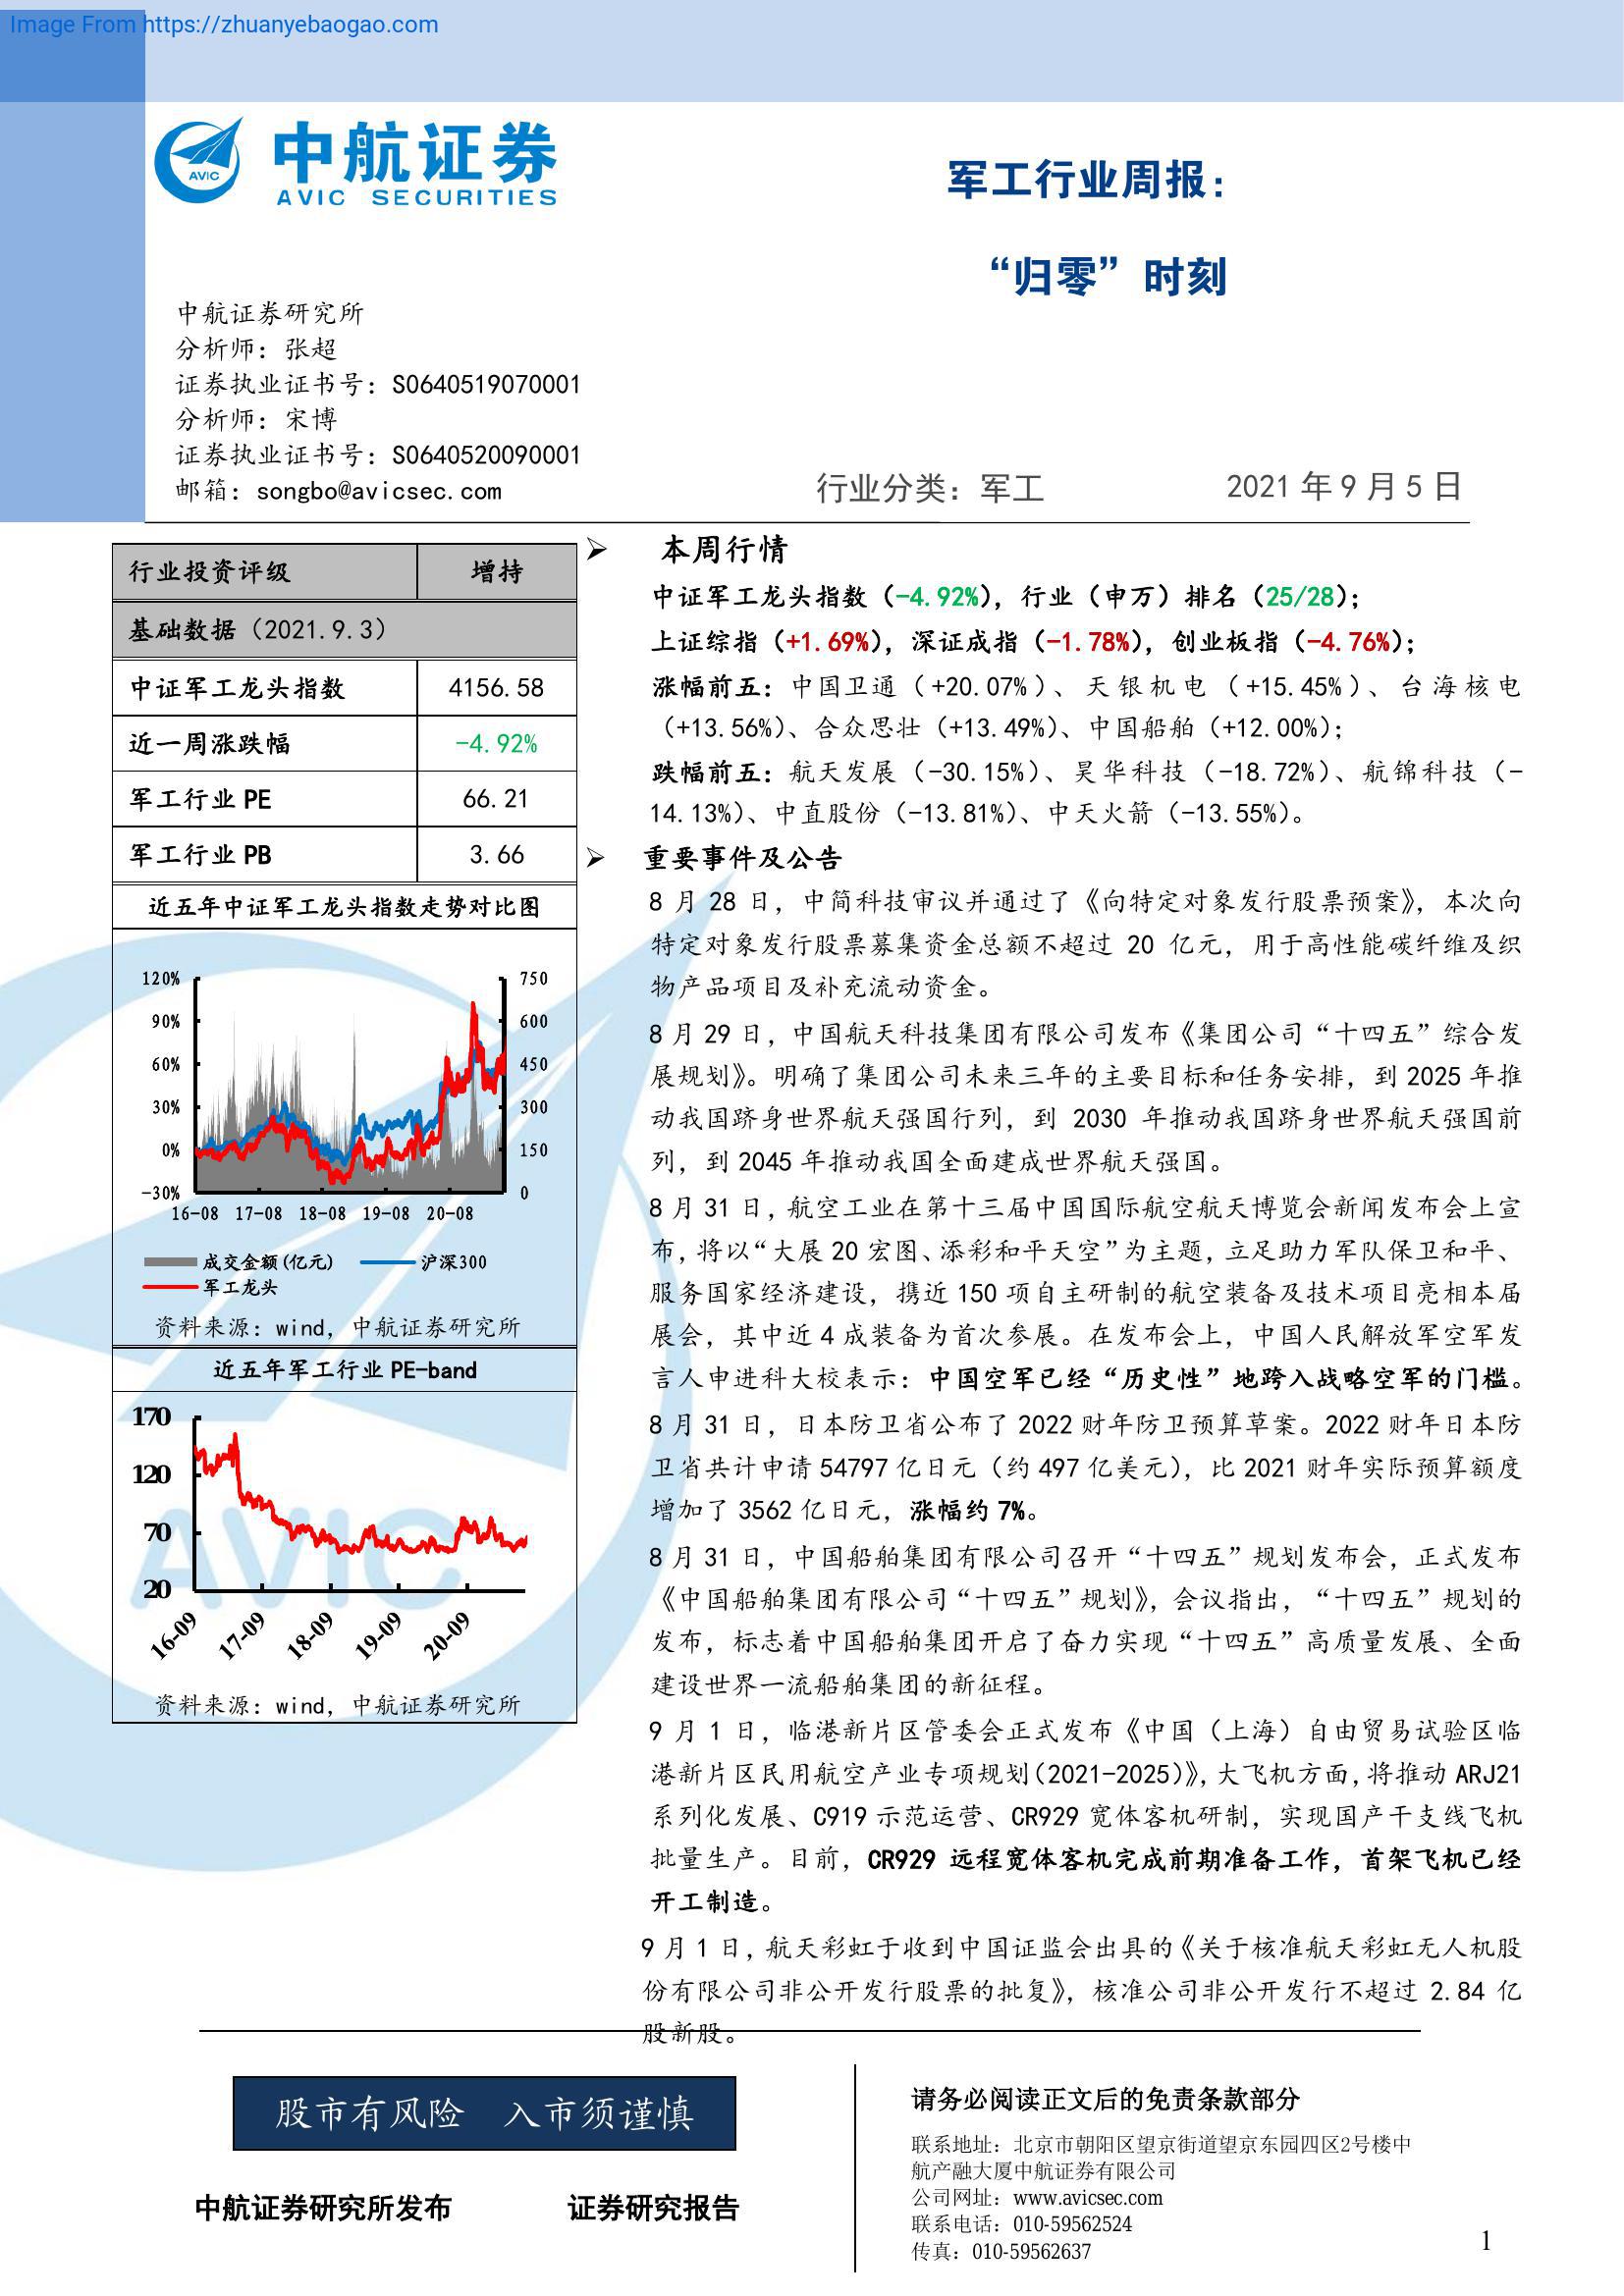 Image From https://zhuanyebaogao.com
AVIC
中航证券
AVIC SECURITIES
军工行业周报：
“归零”时刻
中航证券研究所
分析师：张超
证券执业证书号：S0640519070001
分析师：宋博
证券执业证书号：S0640520090001
邮箱：songbo@avicsec.com
行业分类：军工 2021年9月5日
行业投资评级 增持
基础数据（2021.9.3）
中证军工龙头指数 4156.58
近一周涨跌幅 -4.92%
军工行业 PE 66.21
军工行业 PB 3.66
近五年中证军工龙头指数走势对比图
120% 750
90% 600
60% 450
30% 300
0% 150
-30% 0
16-08 17-08 18-08 19-08 20-08
成交金额(亿元) 沪深300
军工龙头
资料来源：wind，中航证券研究所
近五年军工行业 PE-band
170
120
70
20
16-09 17-09 18-09 19-09 20-09
资料来源：wind，中航证券研究所
AVIC
➢ 本周行情
中证军工龙头指数（-4.92%），行业（申万）排名（25/28）；
上证综指（+1.69%），深证成指（-1.78%），创业板指（-4.76%）；
涨幅前五：中国卫通（+20.07%）、天银机电（+15.45%）、台海核电
（+13.56%）、合众思壮（+13.49%）、中国船舶（+12.00%）；
跌幅前五：航天发展（-30.15%）、昊华科技（-18.72%）、航锦科技（-
14.13%）、中直股份（-13.81%）、中天火箭（-13.55%）。
➢ 重要事件及公告
8 月 28 日，中简科技审议并通过了《向特定对象发行股票预案》，本次向
特定对象发行股票募集资金总额不超过 20 亿元，用于高性能碳纤维及织
物产品项目及补充流动资金。
8 月 29 日，中国航天科技集团有限公司发布《集团公司“十四五”综合发
展规划》。明确了集团公司未来三年的主要目标和任务安排，到 2025 年推
动我国跻身世界航天强国行列，到 2030 年推动我国跻身世界航天强国前
列，到 2045 年推动我国全面建成世界航天强国。
8 月 31 日，航空工业在第十三届中国国际航空航天博览会新闻发布会上宣
布，将以“大展 20 宏图、添彩和平天空”为主题，立足助力军队保卫和平、
服务国家经济建设，携近 150 项自主研制的航空装备及技术项目亮相本届
展会，其中近 4 成装备为首次参展。在发布会上，中国人民解放军空军发
言人申进科大校表示：中国空军已经“历史性”地跨入战略空军的门槛。
8 月 31 日，日本防卫省公布了 2022 财年防卫预算草案。2022 财年日本防
卫省共计申请 54797 亿日元（约 497 亿美元），比 2021 财年实际预算额度
增加了 3562 亿日元，涨幅约 7%。
8 月 31 日，中国船舶集团有限公司召开“十四五”规划发布会，正式发布
《中国船舶集团有限公司“十四五”规划》，会议指出，“十四五”规划的
发布，标志着中国船舶集团开启了奋力实现“十四五”高质量发展、全面
建设世界一流船舶集团的新征程。
9 月 1 日，临港新片区管委会正式发布《中国（上海）自由贸易试验区临
港新片区民用航空产业专项规划（2021-2025）》，大飞机方面，将推动 ARJ21
系列化发展、C919 示范运营、CR929 宽体客机研制，实现国产干支线飞机
批量生产。目前，CR929 远程宽体客机完成前期准备工作，首架飞机已经
开工制造。
9 月 1 日，航天彩虹于收到中国证监会出具的《关于核准航天彩虹无人机股
份有限公司非公开发行股票的批复》，核准公司非公开发行不超过 2.84 亿
股新股。
股市有风险 入市须谨慎
中航证券研究所发布 证券研究报告
请务必阅读正文后的免责条款部分
联系地址：北京市朝阳区望京街道望京东园四区2号楼中
航产融大厦中航证券有限公司
公司网址：www.avicsec.com
联系电话：010-59562524
传真：010-59562637
1